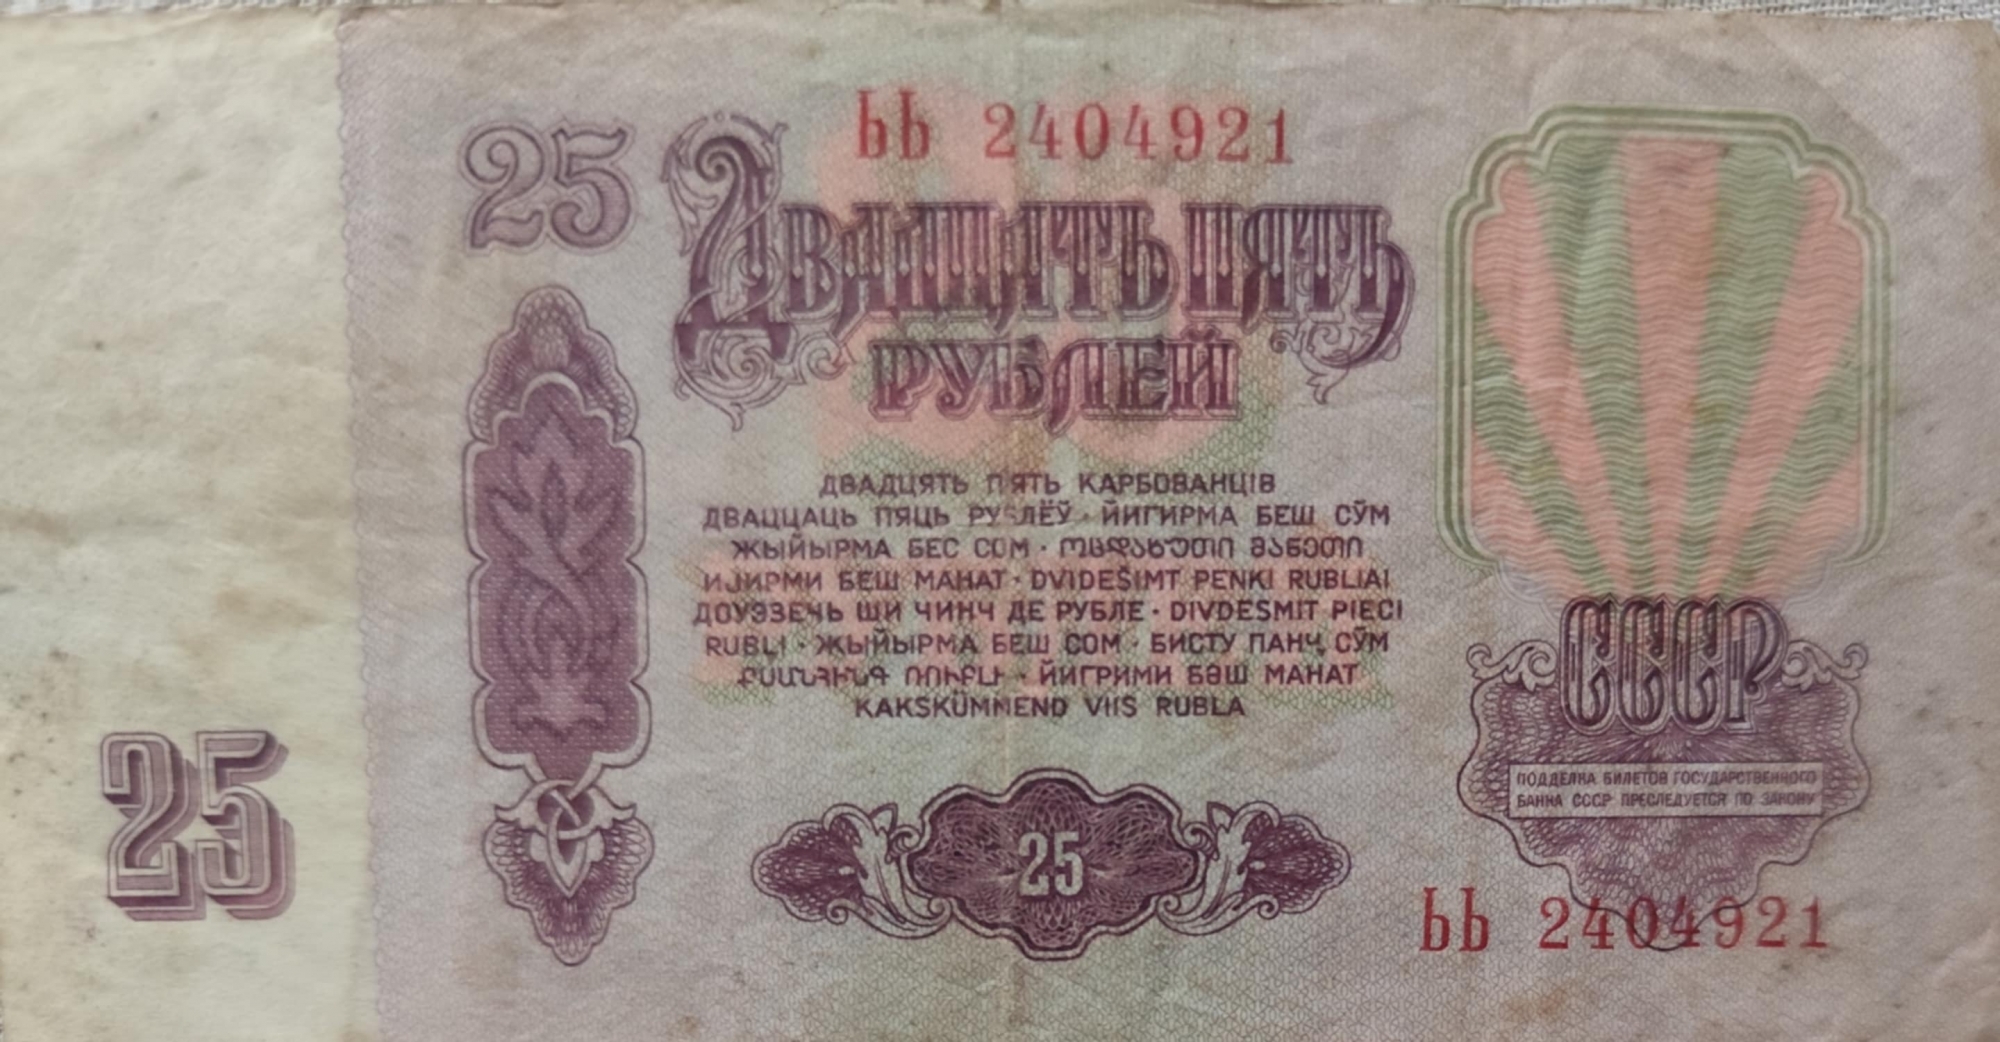 ЬЬ 2404921
25
Двадцать пять
рублей
ДВАДЦЯТЬ П'ЯТЬ КАРБОВАНЦІВ
ДВАЦЦАЦЬ ПЯЦЬ РУБЛЁЎ · ЙИГИРМА БЕШ СЎМ
ЖЫЙЫРМА БЕС СОМ · ᲝᲪᲓᲐᲮᲣᲗᲘ ᲛᲐᲜᲔᲗᲘ
ИЈИРМИ БЕШ МАНАТ · DVIDEŠIMT PENKI RUBLIAI
ДОУЭЗЕЧЬ ШИ ЧИНЧ ДЕ РУБЛЕ · DIVDESMIT PIECI
RUBĻI · ЖЫЙЫРМА БЕШ СОМ · БИСТУ ПАНҶ СӮМ
ՔՍԱՆՀԻՆԳ ՌՈՒԲԼԻ · ЙИГРИМИ БӘШ МАНАТ
KAKSKÜMMEND VIIS RUBLA
СССР
ПОДДЕЛКА БИЛЕТОВ ГОСУДАРСТВЕННОГО
БАНКА СССР ПРЕСЛЕДУЕТСЯ ПО ЗАКОНУ
25
25
ЬЬ 2404921